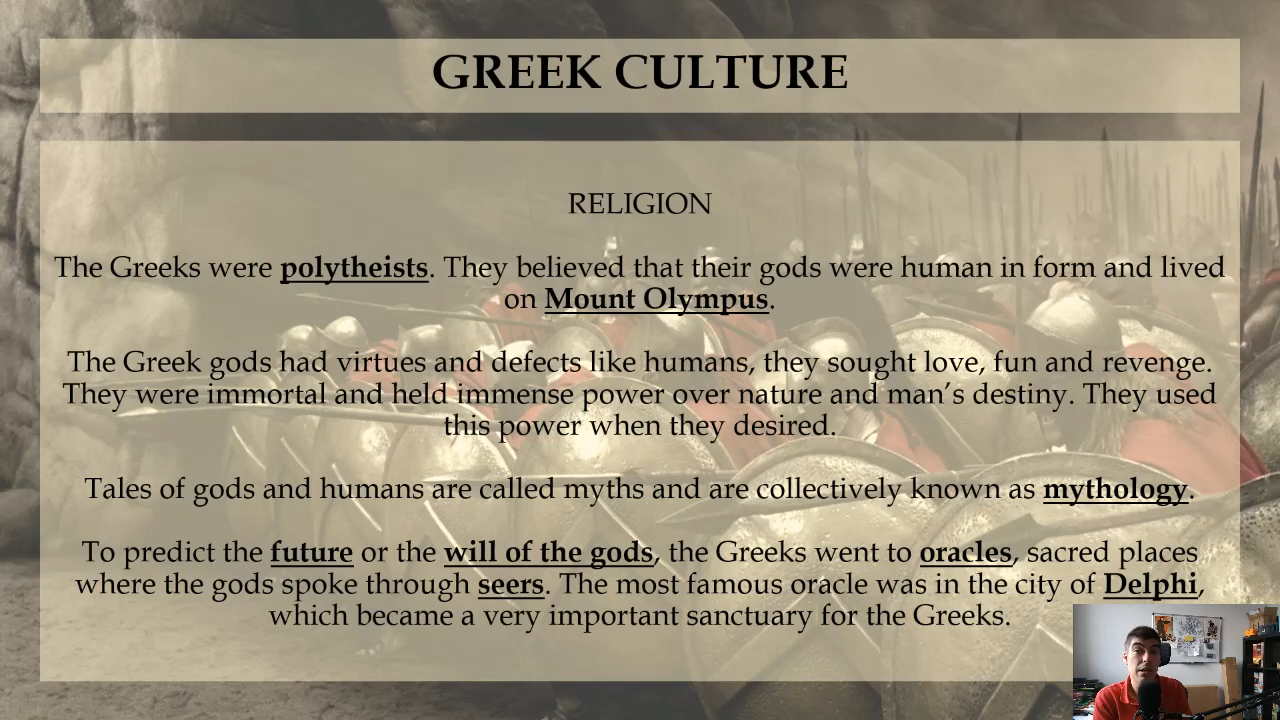 GREEK CULTURE
RELIGION
The Greeks were polytheists. They believed that their gods were human in form and lived
on Mount Olympus.
The Greek gods had virtues and defects like humans, they sought love, fun and revenge.
They were immortal and held immense power over nature and man’s destiny. They used
this power when they desired.
Tales of gods and humans are called myths and are collectively known as mythology.
To predict the future or the will of the gods, the Greeks went to oracles, sacred places
where the gods spoke through seers. The most famous oracle was in the city of Delphi,
which became a very important sanctuary for the Greeks.